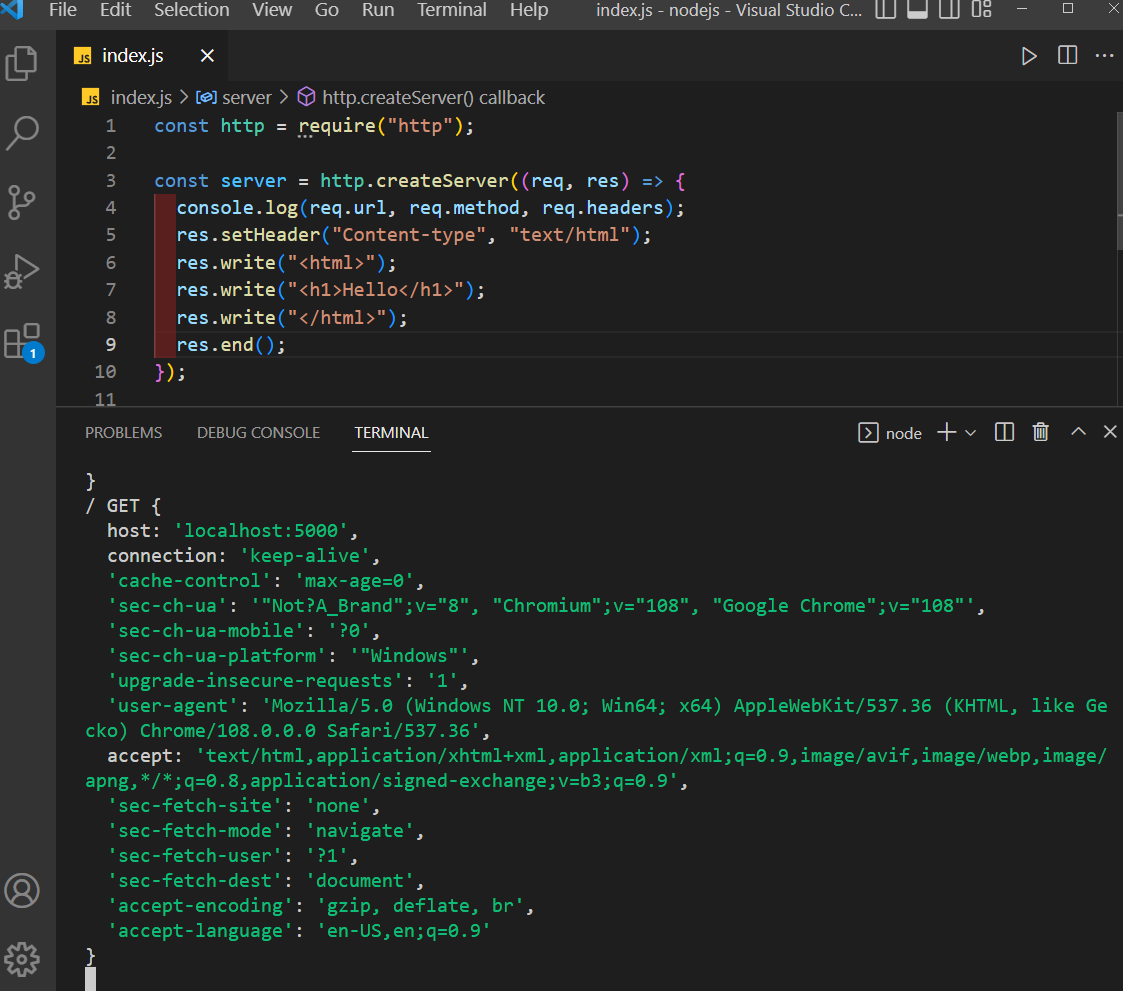 File Edit Selection View Go Run Terminal Help index.js - nodejs - Visual Studio C...
JS index.js
JS index.js > server > http.createServer() callback
1 const http = require("http");
2
3 const server = http.createServer((req, res) => {
4 console.log(req.url, req.method, req.headers);
5 res.setHeader("Content-type", "text/html");
6 res.write("<html>");
7 res.write("<h1>Hello</h1>");
8 res.write("</html>");
9 res.end();
10 });
11
1
PROBLEMS DEBUG CONSOLE TERMINAL node
}
/ GET {
host: 'localhost:5000',
connection: 'keep-alive',
'cache-control': 'max-age=0',
'sec-ch-ua': '"Not?A_Brand";v="8", "Chromium";v="108", "Google Chrome";v="108"',
'sec-ch-ua-mobile': '?0',
'sec-ch-ua-platform': '"Windows"',
'upgrade-insecure-requests': '1',
'user-agent': 'Mozilla/5.0 (Windows NT 10.0; Win64; x64) AppleWebKit/537.36 (KHTML, like Ge
cko) Chrome/108.0.0.0 Safari/537.36',
accept: 'text/html,application/xhtml+xml,application/xml;q=0.9,image/avif,image/webp,image/
apng,*/*;q=0.8,application/signed-exchange;v=b3;q=0.9',
'sec-fetch-site': 'none',
'sec-fetch-mode': 'navigate',
'sec-fetch-user': '?1',
'sec-fetch-dest': 'document',
'accept-encoding': 'gzip, deflate, br',
'accept-language': 'en-US,en;q=0.9'
}